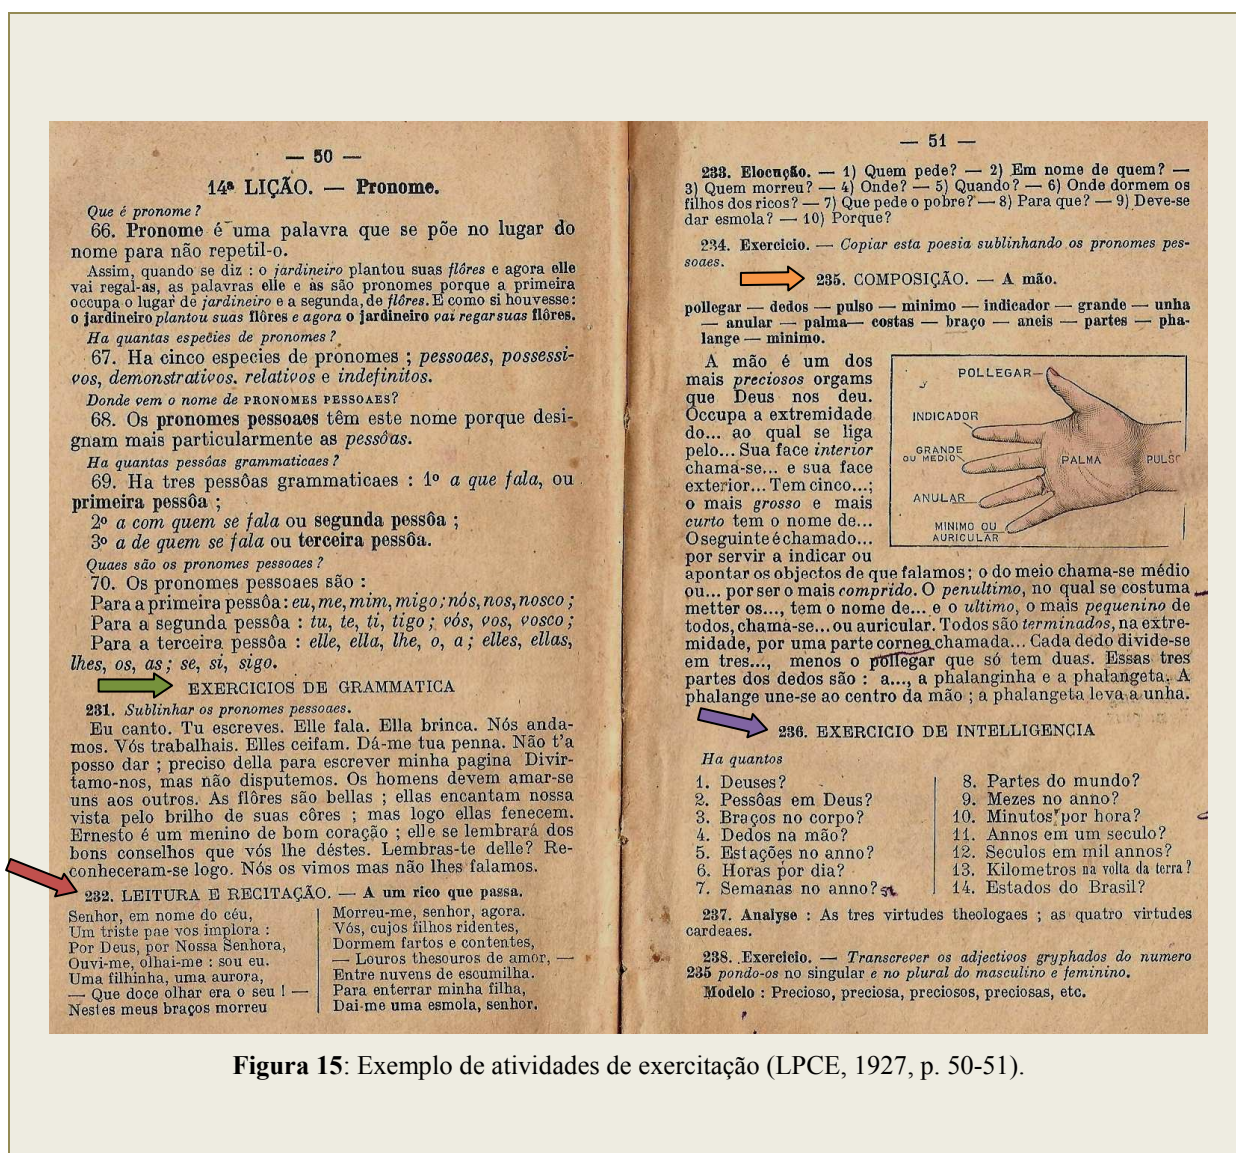 — 50 —
14ª LIÇÃO. — Pronome.
Que é pronome ?
66. Pronome é uma palavra que se põe no lugar do
nome para não repetil-o.
Assim, quando se diz : o jardineiro plantou suas flôres e agora elle
vai regal-as, as palavras elle e as são pronomes porque a primeira
occupa o lugar de jardineiro e a segunda, de flôres. E como si houvesse :
o jardineiro plantou suas flôres e agora o jardineiro vai regar suas flôres.
Ha quantas especies de pronomes ?
67. Ha cinco especies de pronomes ; pessoaes, possessi-
vos, demonstrativos. relativos e indefinitos.
Donde vem o nome de PRONOMES PESSOAES?
68. Os pronomes pessoaes têm este nome porque desi-
gnam mais particularmente as pessôas.
Ha quantas pessôas grammaticaes ?
69. Ha tres pessôas grammaticaes : 1º a que fala, ou
primeira pessôa ;
2º a com quem se fala ou segunda pessôa ;
3º a de quem se fala ou terceira pessôa.
Quaes são os pronomes pessoaes ?
70. Os pronomes pessoaes são :
Para a primeira pessôa : eu, me, mim, migo ; nós, nos, nosco ;
Para a segunda pessôa : tu, te, ti, tigo ; vós, vos, vosco ;
Para a terceira pessôa : elle, ella, lhe, o, a ; elles, ellas,
lhes, os, as ; se, si, sigo.
EXERCICIOS DE GRAMMATICA
231. Sublinhar os pronomes pessoaes.
Eu canto. Tu escreves. Elle fala. Ella brinca. Nós anda-
mos. Vós trabalhais. Elles ceifam. Dá-me tua penna. Não t'a
posso dar ; preciso della para escrever minha pagina Divir-
tamo-nos, mas não disputemos. Os homens devem amar-se
uns aos outros. As flôres são bellas ; ellas encantam nossa
vista pelo brilho de suas côres ; mas logo ellas fenecem.
Ernesto é um menino de bom coração ; elle se lembrará dos
bons conselhos que vós lhe déstes. Lembras-te delle? Re-
conheceram-se logo. Nós os vimos mas não lhes falamos.
232. LEITURA E RECITAÇÃO. — A um rico que passa.
Senhor, em nome do céu,
Um triste pae vos implora :
Por Deus, por Nossa Senhora,
Ouvi-me, olhai-me : sou eu.
Uma filhinha, uma aurora,
— Que doce olhar era o seu ! —
Nestes meus braços morreu
Morreu-me, senhor, agora.
Vós, cujos filhos ridentes,
Dormem fartos e contentes,
— Louros thesouros de amor, —
Entre nuvens de escumilha.
Para enterrar minha filha,
Dai-me uma esmola, senhor.
— 51 —
233. Elocução. — 1) Quem pede? — 2) Em nome de quem? —
3) Quem morreu? — 4) Onde? — 5) Quando? — 6) Onde dormem os
filhos dos ricos? — 7) Que pede o pobre? — 8) Para que? — 9) Deve-se
dar esmola? — 10) Porque?
234. Exercicio. — Copiar esta poesia sublinhando os pronomes pes-
soaes.
235. COMPOSIÇÃO. — A mão.
pollegar — dedos — pulso — minimo — indicador — grande — unha
— anular — palma — costas — braço — aneis — partes — pha-
lange — minimo.
A mão é um dos
mais preciosos orgams
que Deus nos deu.
Occupa a extremidade
do... ao qual se liga
pelo... Sua face interior
chama-se... e sua face
exterior... Tem cinco...;
o mais grosso e mais
curto tem o nome de...
O seguinte é chamado...
por servir a indicar ou
apontar os objectos de que falamos ; o do meio chama-se médio
ou... por ser o mais comprido. O penultimo, no qual se costuma
metter os..., tem o nome de... e o ultimo, o mais pequenino de
todos, chama-se... ou auricular. Todos são terminados, na extre-
midade, por uma parte cornea chamada... Cada dedo divide-se
em tres..., menos o pollegar que só tem duas. Essas tres
partes dos dedos são : a..., a phalanginha e a phalangeta. A
phalange une-se ao centro da mão ; a phalangeta leva a unha.
POLLEGAR
INDICADOR
GRANDE
OU MEDIO
PALMA
PULSO
ANULAR
MINIMO OU
AURICULAR
236. EXERCICIO DE INTELLIGENCIA
Ha quantos
1. Deuses?
2. Pessôas em Deus?
3. Braços no corpo?
4. Dedos na mão?
5. Estações no anno?
6. Horas por dia?
7. Semanas no anno?
8. Partes do mundo?
9. Mezes no anno?
10. Minutos por hora?
11. Annos em um seculo?
12. Seculos em mil annos?
13. Kilometros na volta da terra?
14. Estados do Brasil?
237. Analyse : As tres virtudes theologaes ; as quatro virtudes
cardeaes.
238. Exercicio. — Transcrever os adjectivos gryphados do numero
235 pondo-os no singular e no plural do masculino e feminino.
Modelo : Precioso, preciosa, preciosos, preciosas, etc.
Figura 15: Exemplo de atividades de exercitação (LPCE, 1927, p. 50-51).